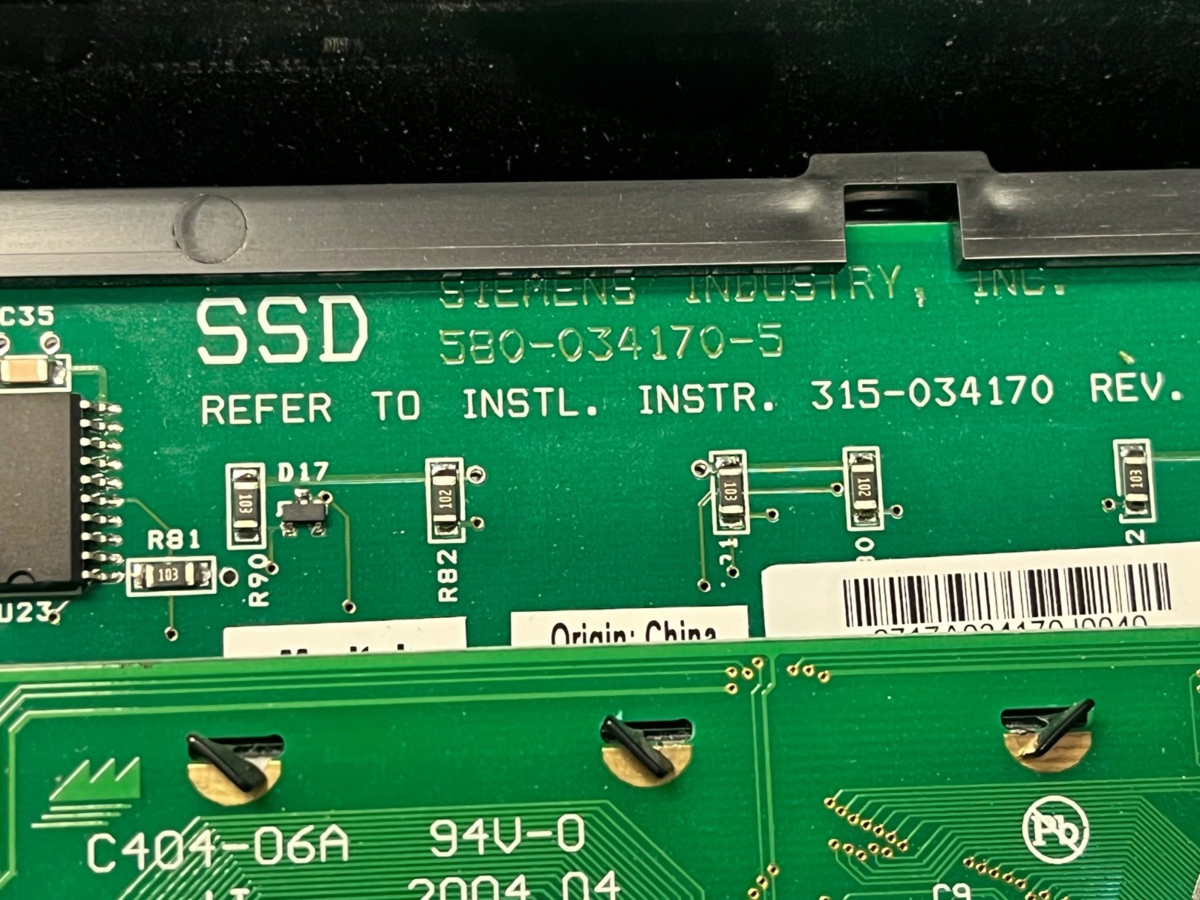 SIEMENS INDUSTRY, INC.
SSD
580-034170-5
C35
REFER TO INSTL. INSTR. 315-034170 REV.
D17
103
102
103
102
103
R81
103
R90
R82
U23
Origin: China
C404-06A 94V-0
Pb
2004 04
C9